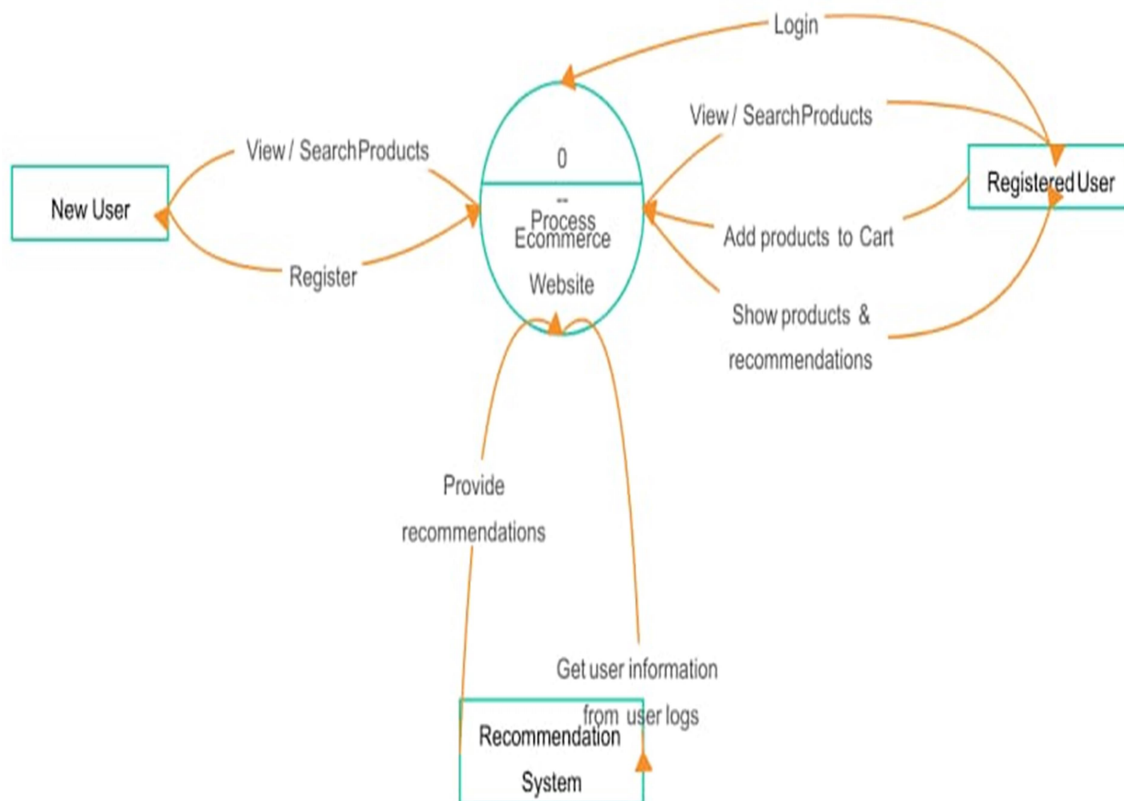 Login
View / SearchProducts
View / SearchProducts
0
--
New User
Process
Ecommerce
Website
Registered User
Register
Add products to Cart
Show products &
recommendations
Provide
recommendations
Get user information
from user logs
Recommendation
System